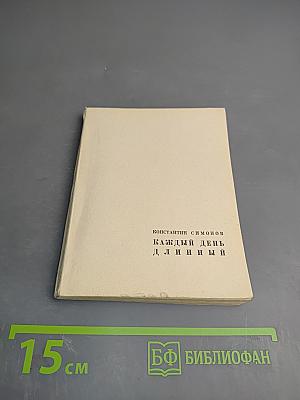 КОНСТАНТИН СИМОНОВ
КАЖДЫЙ ДЕНЬ
ДЛИННЫЙ
15 см
БФ БИБЛИОФАН